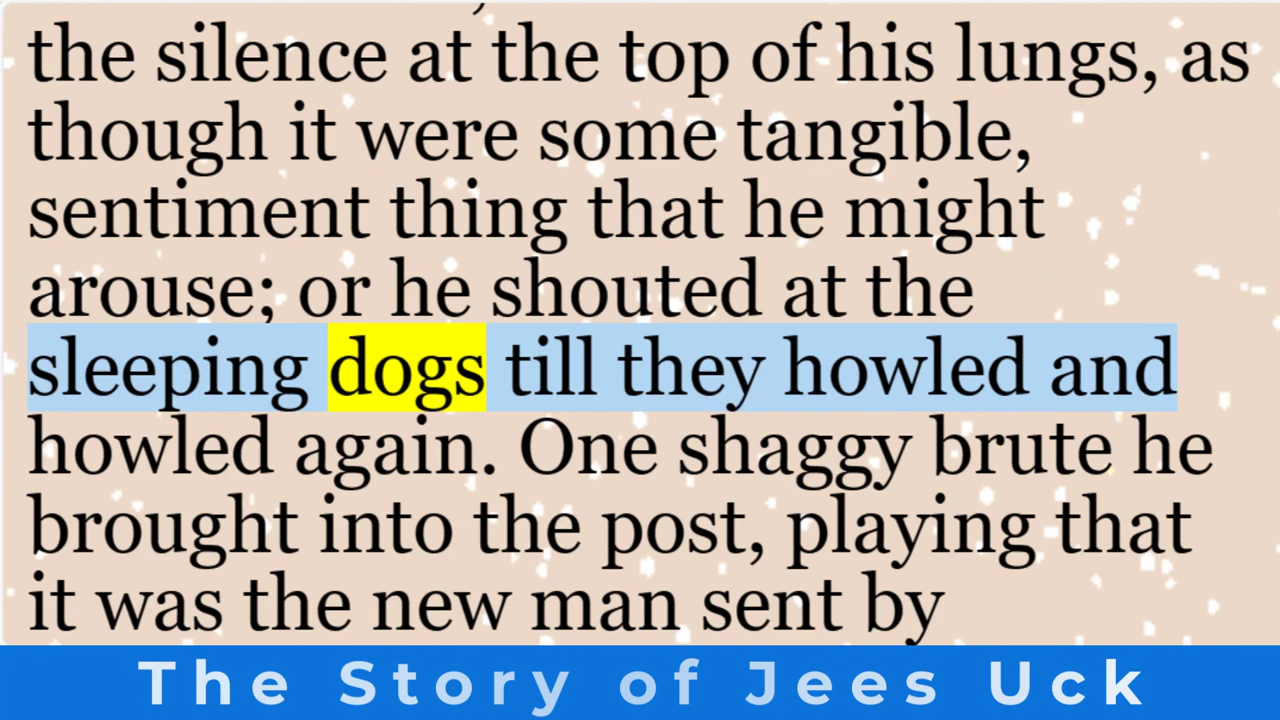 the silence at the top of his lungs, as
though it were some tangible,
sentiment thing that he might
arouse; or he shouted at the
sleeping dogs till they howled and
howled again. One shaggy brute he
brought into the post, playing that
it was the new man sent by
The Story of Jees Uck